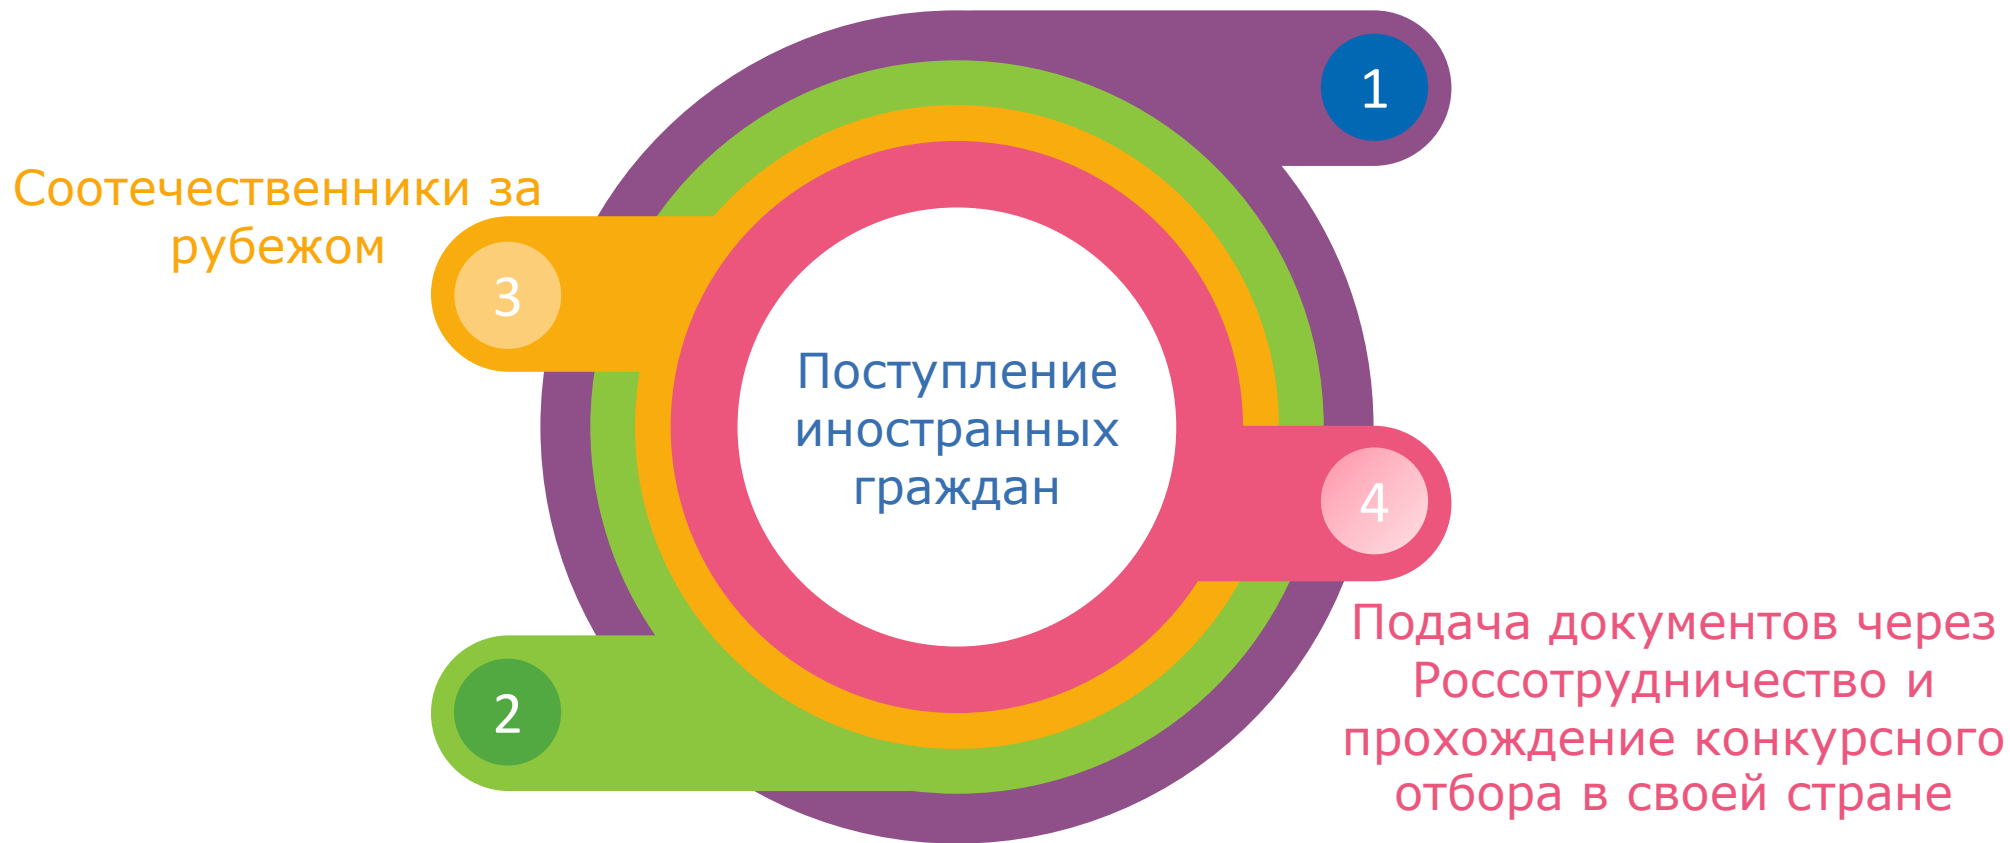 1
Соотечественники за
рубежом
3
Поступление
иностранных
граждан
4
2
Подача документов через
Россотрудничество и
прохождение конкурсного
отбора в своей стране